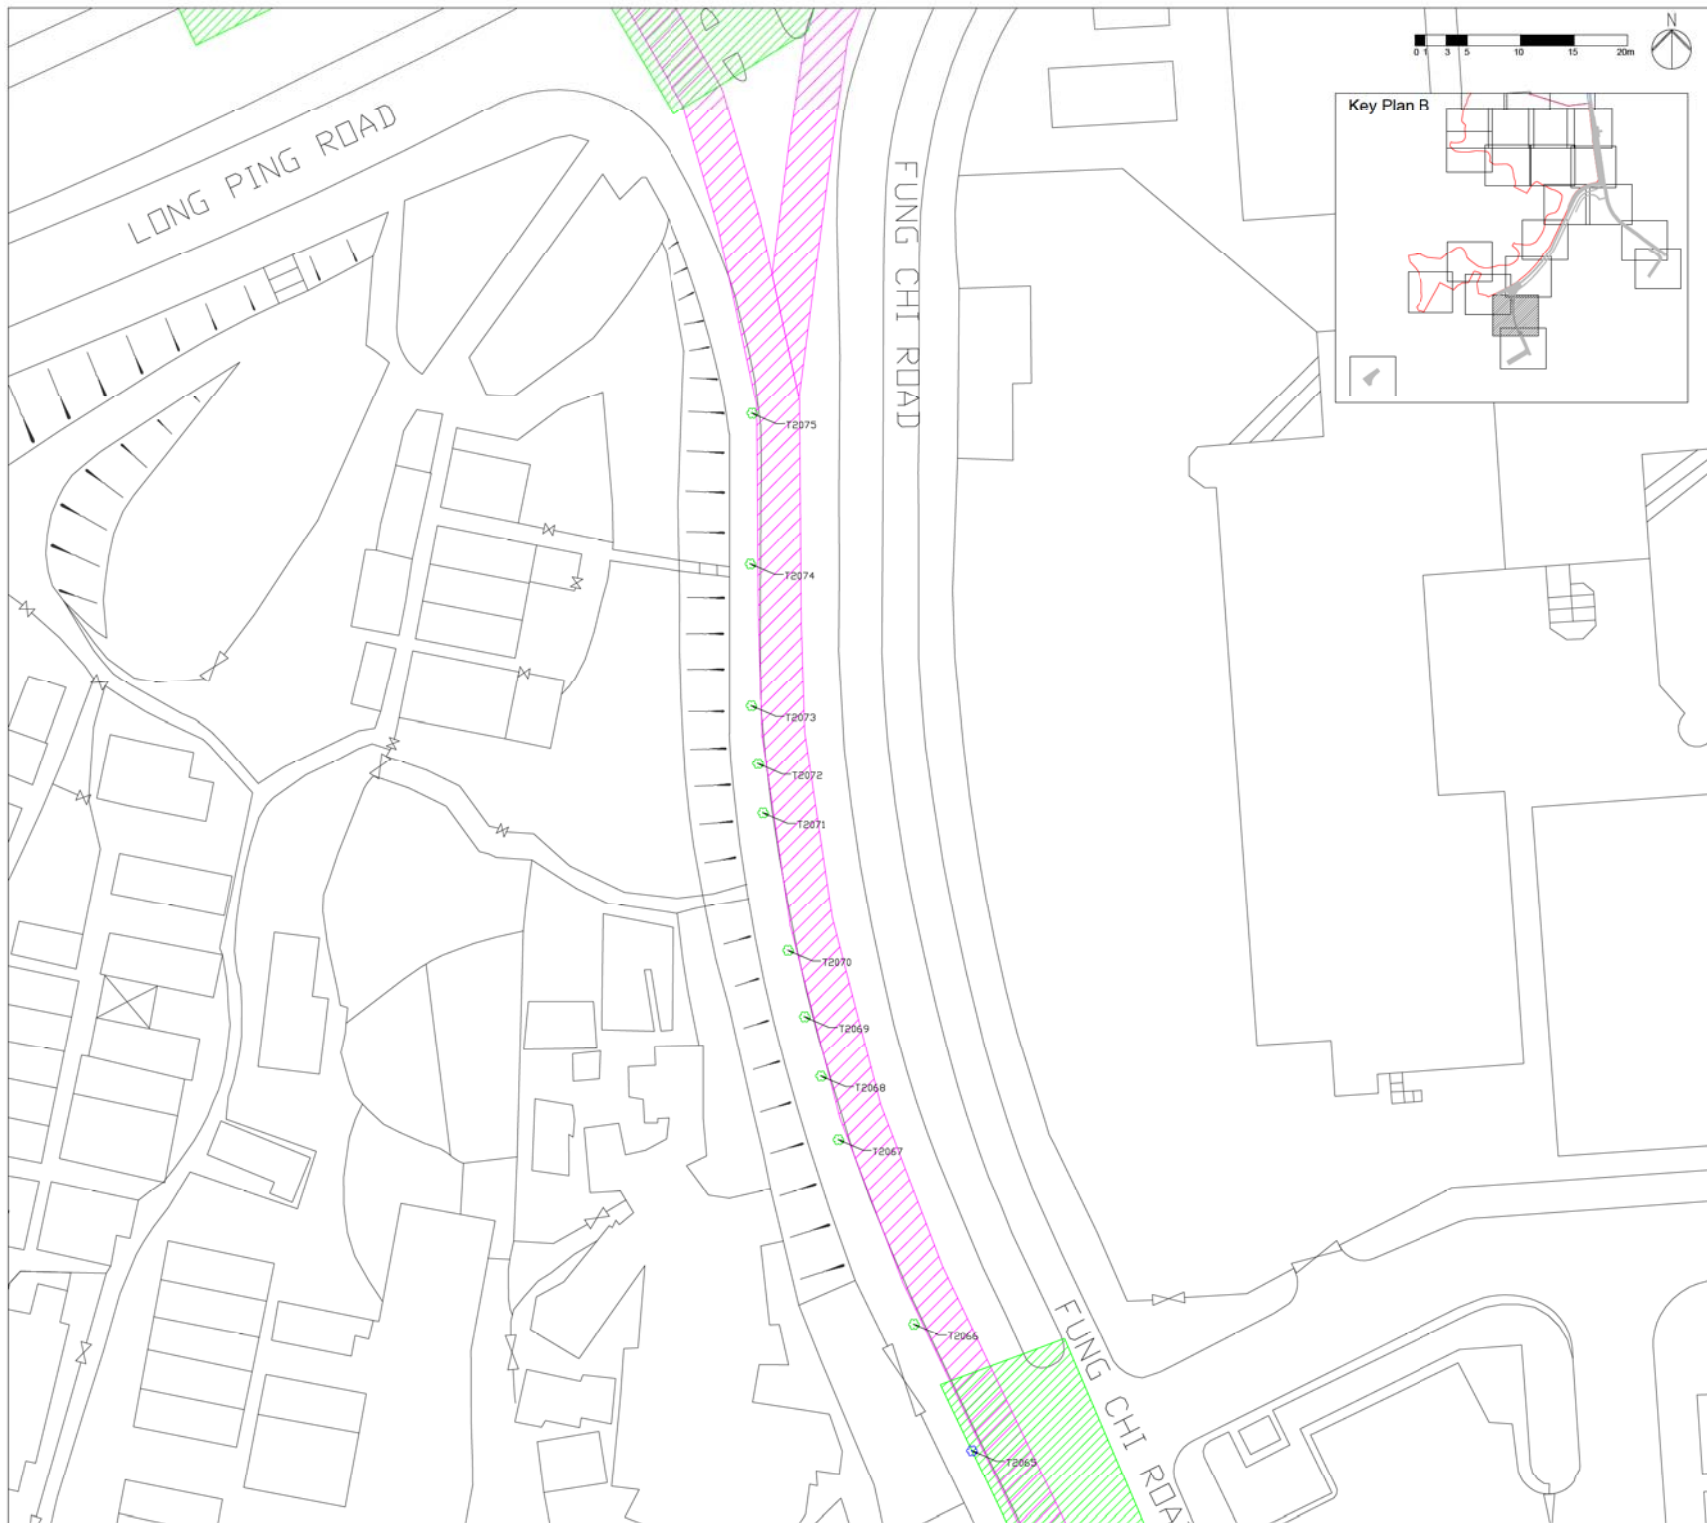 N
0 1 3 5 10 15 20m
Key Plan B
LONG PING ROAD
FUNG CHI ROAD
T2075
T2074
T2073
T2072
T2071
T2070
T2069
T2068
T2067
T2066
FUNG CHI ROA
T2065